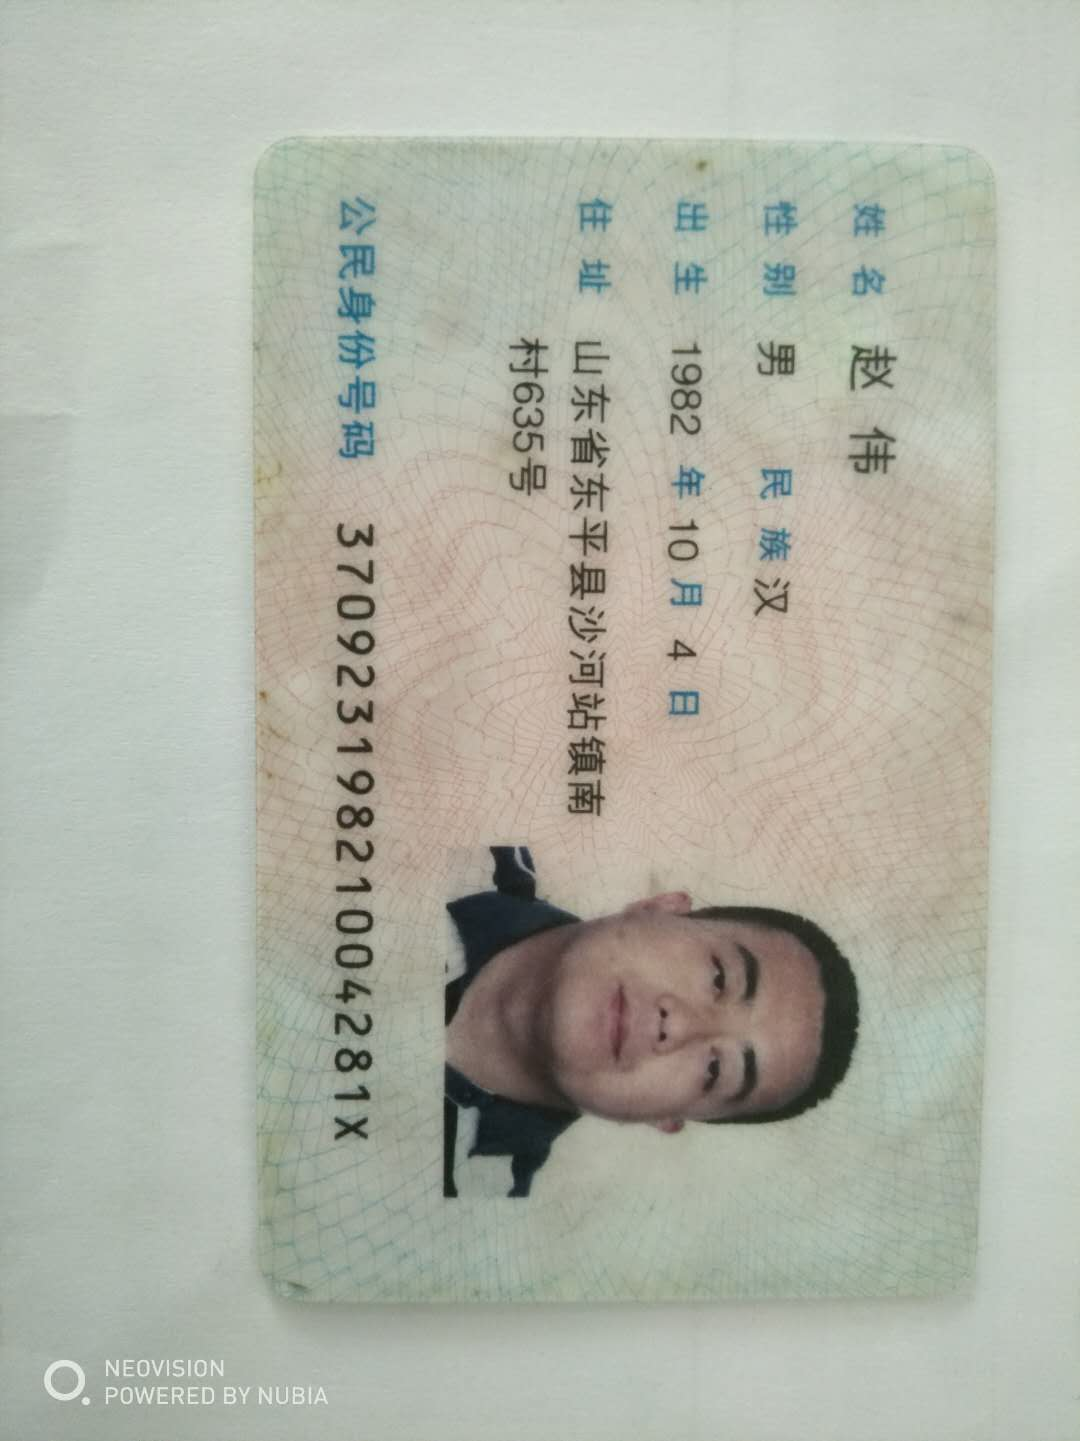 姓名 赵伟
性别 男 民族 汉
出生 1982 年 10 月 4 日
住址 山东省东平县沙河站镇南
村635号
公民身份号码 37092319821004281X
NEOVISION
POWERED BY NUBIA